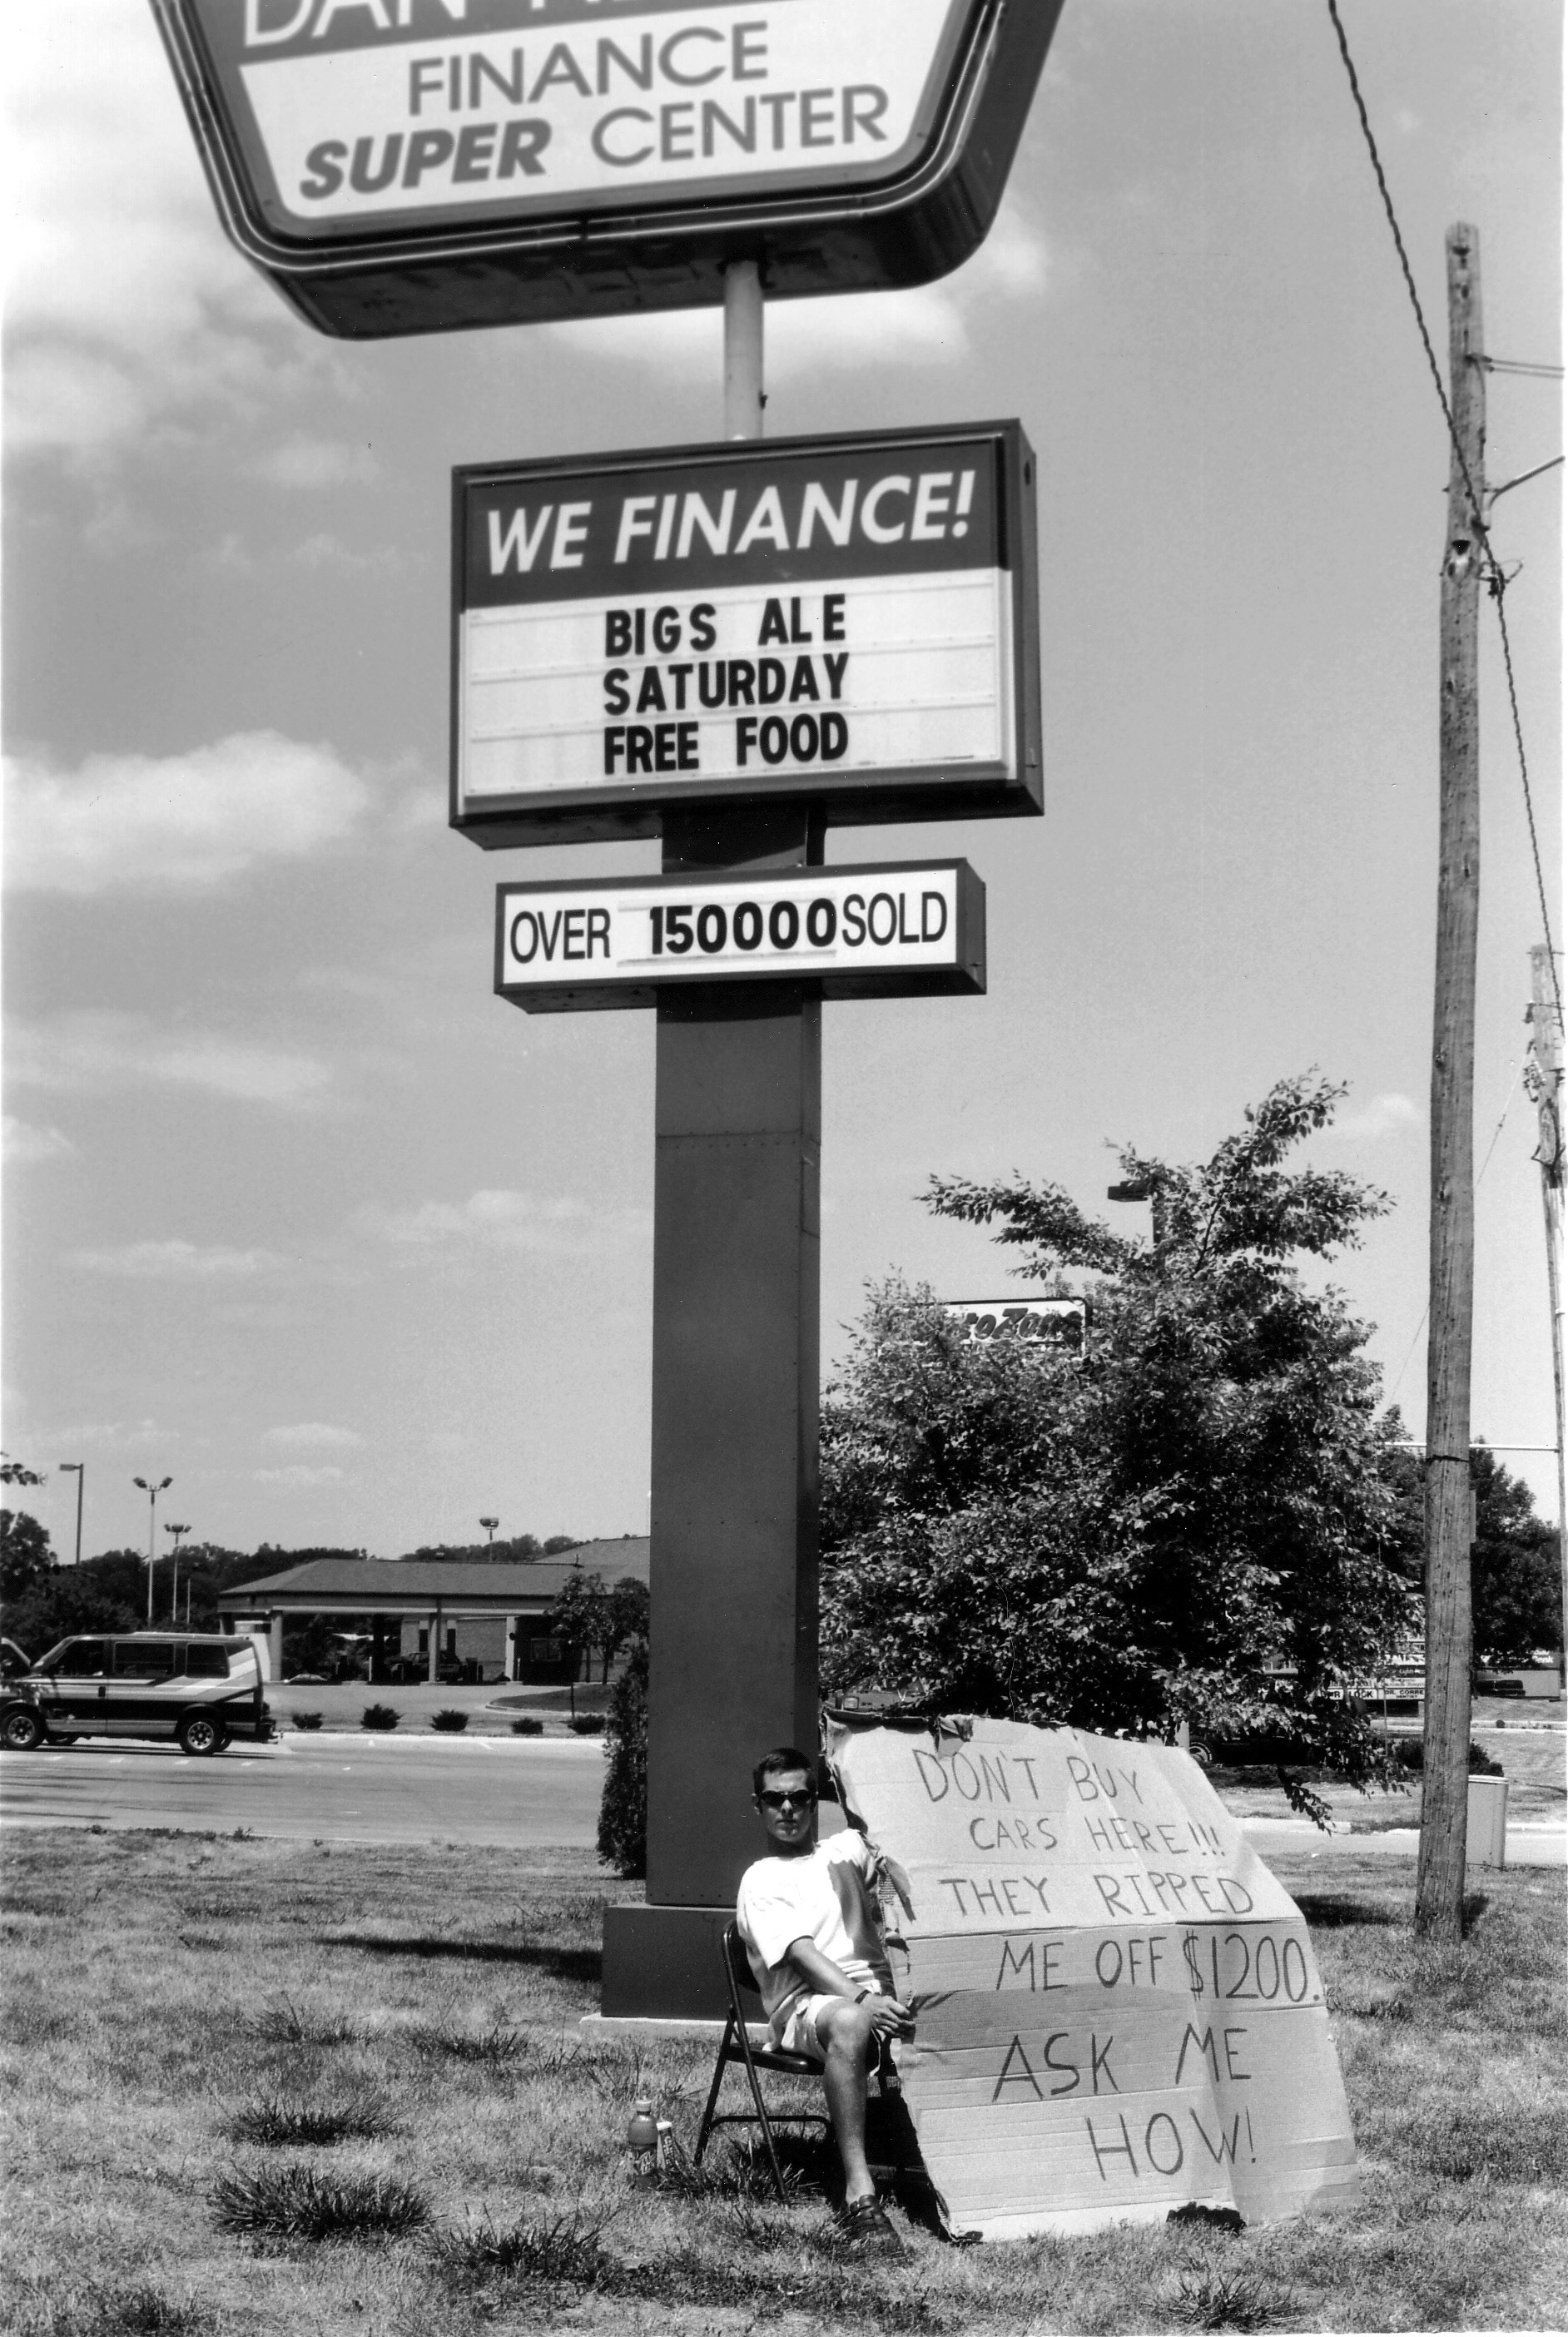 DAN
FINANCE
SUPER CENTER
WE FINANCE!
BIGS ALE
SATURDAY
FREE FOOD
OVER 150000 SOLD
DON'T BUY
CARS HERE!!!
THEY RIPPED
ME OFF $1200.
ASK ME
HOW!